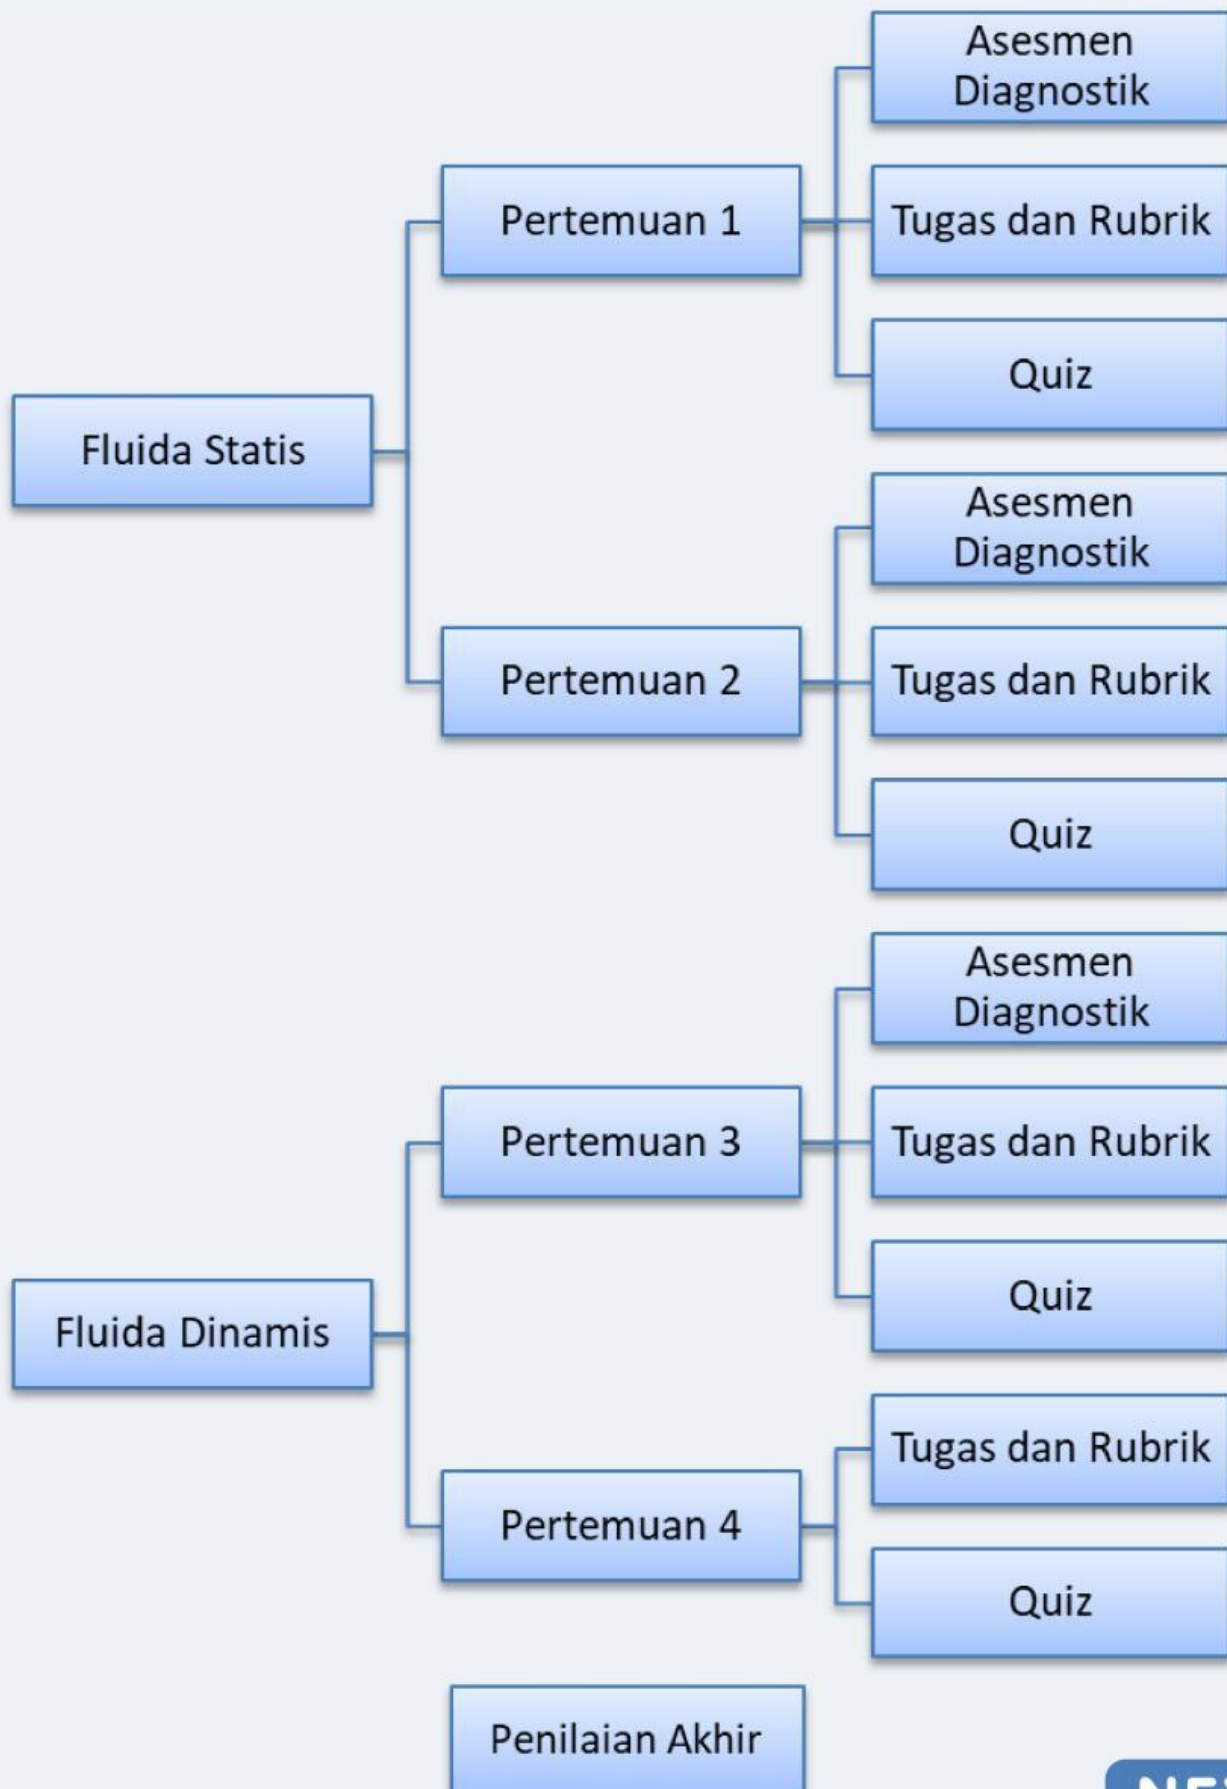 Asesmen
Diagnostik
Pertemuan 1
Tugas dan Rubrik
Quiz
Fluida Statis
Asesmen
Diagnostik
Pertemuan 2
Tugas dan Rubrik
Quiz
Asesmen
Diagnostik
Pertemuan 3
Tugas dan Rubrik
Quiz
Fluida Dinamis
Tugas dan Rubrik
Pertemuan 4
Quiz
Penilaian Akhir